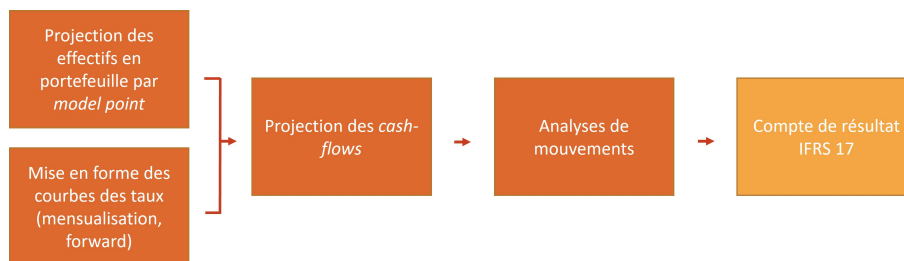 Projection des
effectifs en
portefeuille par
model point
Mise en forme des
courbes des taux
(mensualisation,
forward)
Projection des cash-
flows
Analyses de
mouvements
Compte de résultat
IFRS 17